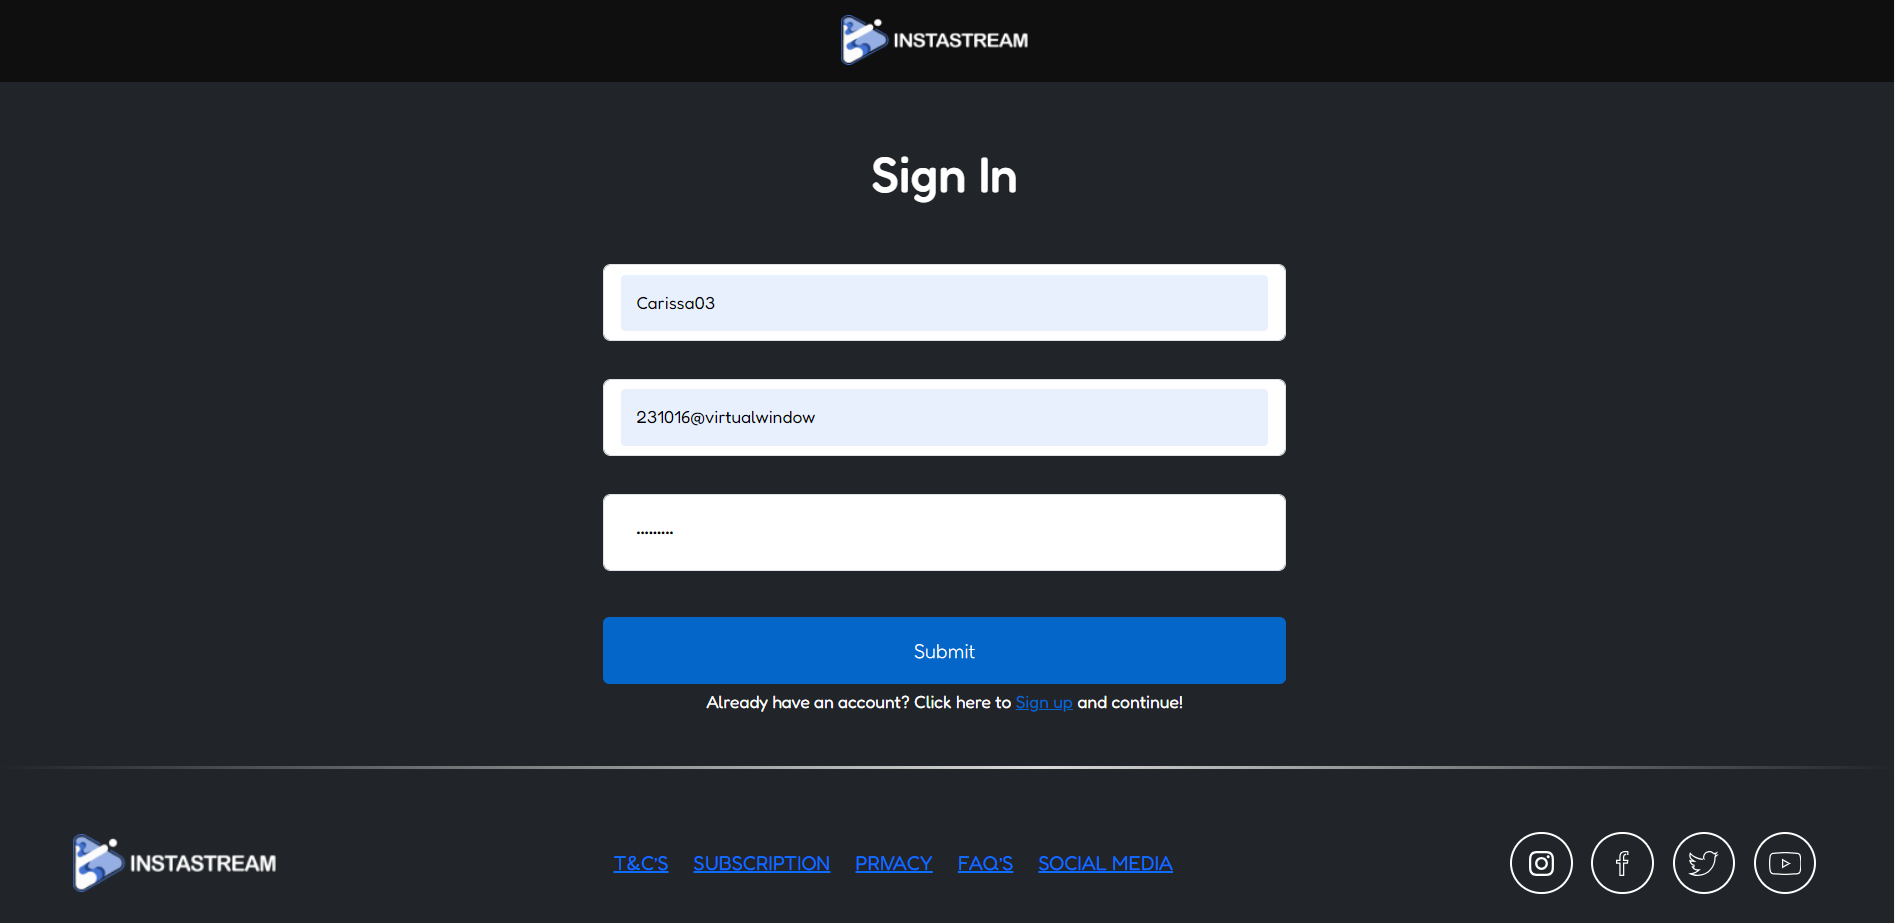 INSTASTREAM
Sign In
Carissa03
231016@virtualwindow
•••••••••
Submit
Already have an account? Click here to Sign up and continue!
INSTASTREAM
T&C'S SUBSCRIPTION PRIVACY FAQ'S SOCIAL MEDIA